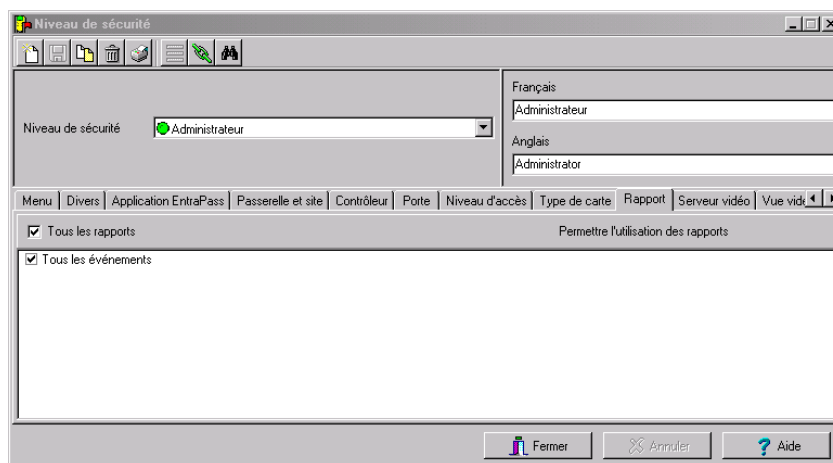 Niveau de sécurité
Français
Administrateur
Niveau de sécurité
Administrateur
Anglais
Administrator
Menu Divers Application EntraPass Passerelle et site Contrôleur Porte Niveau d'accès Type de carte Rapport Serveur vidéo Vue
Tous les rapports Permettre l'utilisation des rapports
Tous les événements
Fermer Annuler Aide